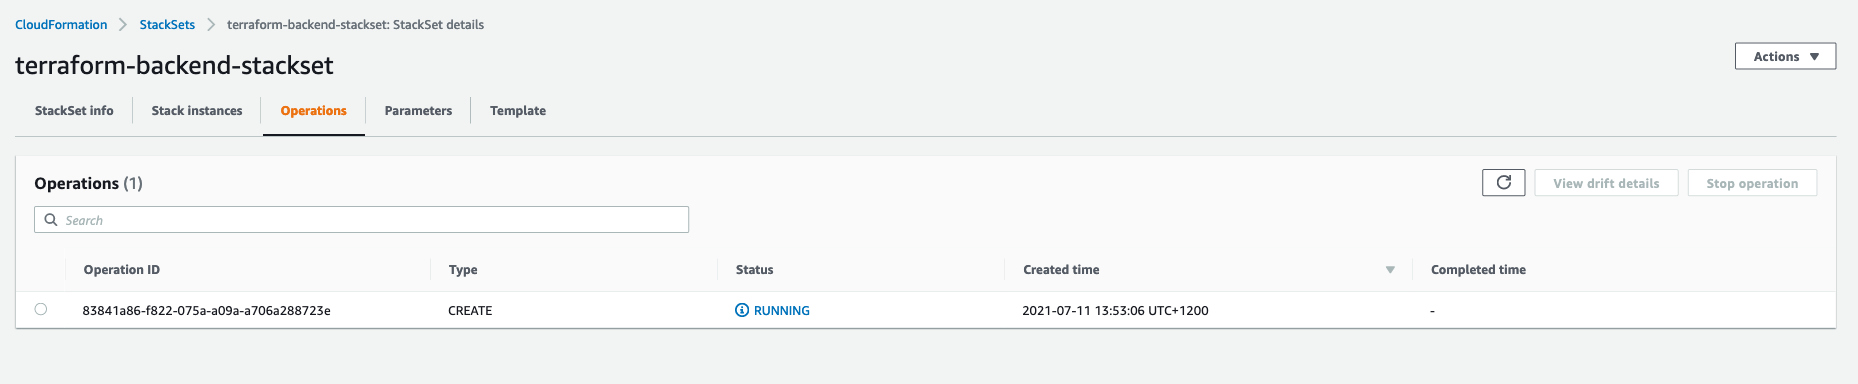 CloudFormation > StackSets > terraform-backend-stackset: StackSet details
terraform-backend-stackset
Actions
StackSet info Stack instances Operations Parameters Template
Operations (1)
View drift details Stop operation
Search
Operation ID Type Status Created time Completed time
83841a86-f822-075a-a09a-a706a288723e CREATE RUNNING 2021-07-11 13:53:06 UTC+1200 -